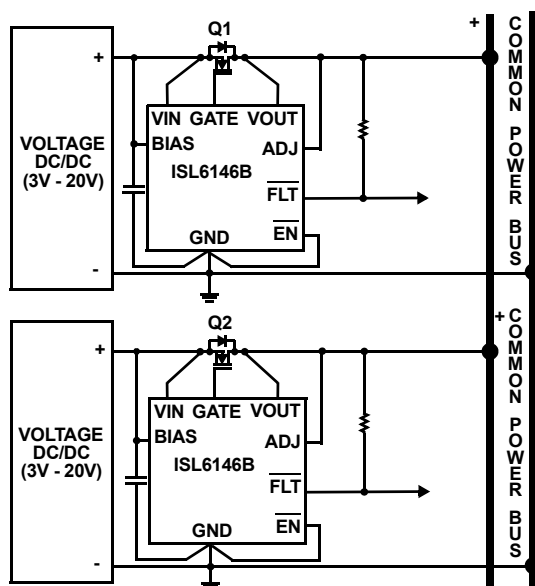 Q1
+
+
VOLTAGE
DC/DC
(3V - 20V)
-
VIN GATE VOUT
BIAS
ADJ
ISL6146B
FLT
EN
GND
COMMON POWER BUS
Q2
+
+
VOLTAGE
DC/DC
(3V - 20V)
-
VIN GATE VOUT
BIAS
ADJ
ISL6146B
FLT
EN
GND
COMMON POWER BUS